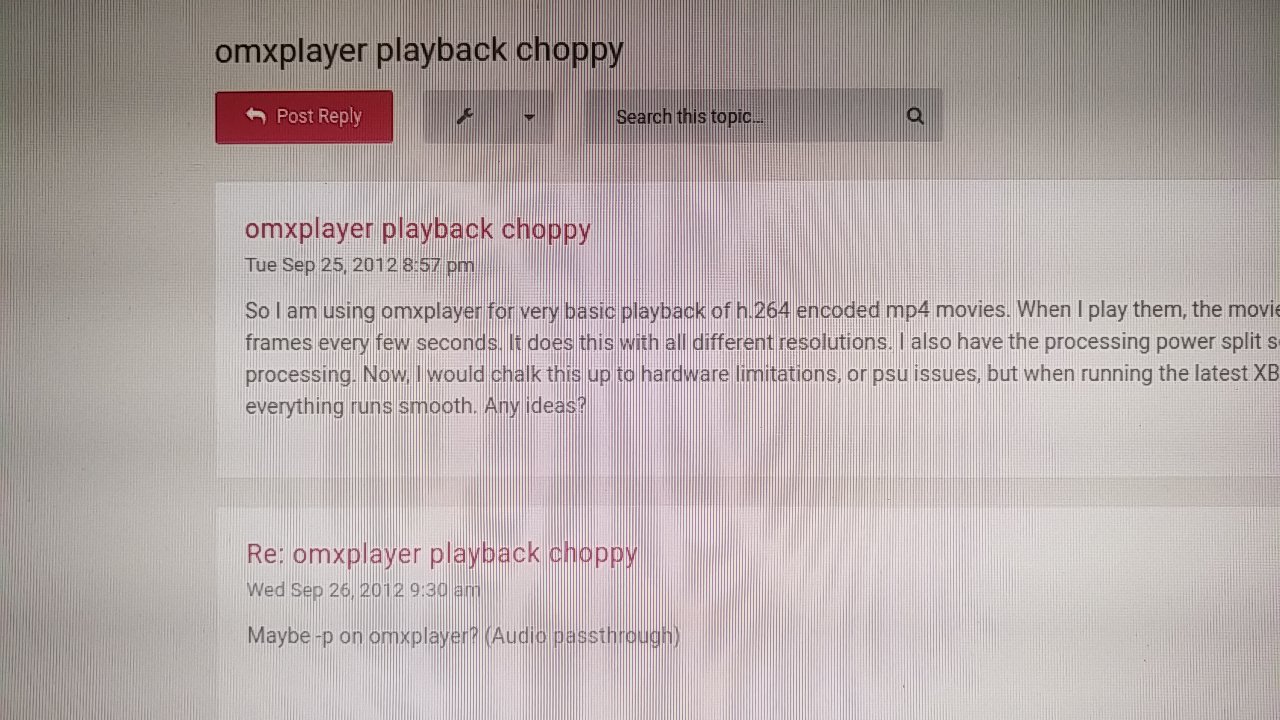 omxplayer playback choppy
Post Reply
Search this topic...
omxplayer playback choppy
Tue Sep 25, 2012 8:57 pm
So I am using omxplayer for very basic playback of h.264 encoded mp4 movies. When I play them, the movie
frames every few seconds. It does this with all different resolutions. I also have the processing power split
processing. Now, I would chalk this up to hardware limitations, or psu issues, but when running the latest XB
everything runs smooth. Any ideas?
Re: omxplayer playback choppy
Wed Sep 26, 2012 9:30 am
Maybe -p on omxplayer? (Audio passthrough)